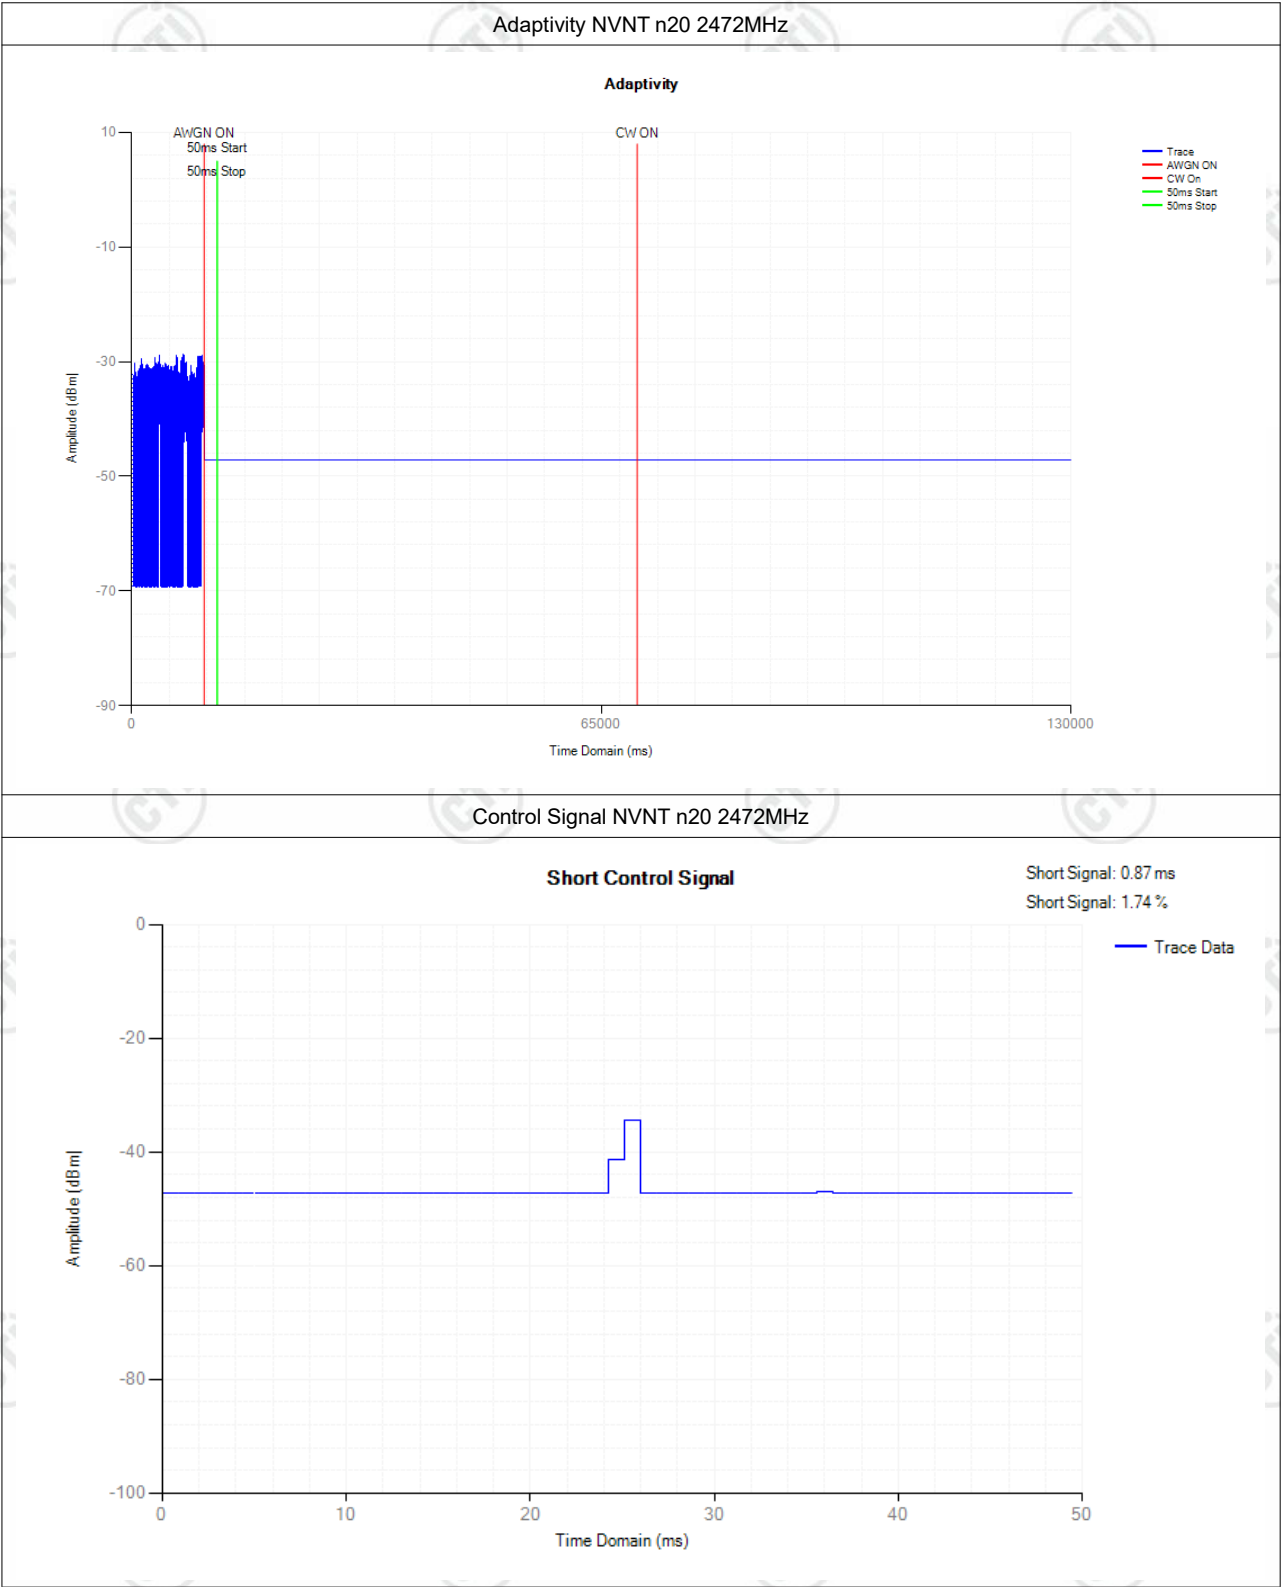 Adaptivity NVNT n20 2472MHz
Adaptivity
AWGN ON
50ms Start
50ms Stop
CW ON
Trace
AWGN ON
CW On
50ms Start
50ms Stop
10
-10
-30
-50
-70
-90
Amplitude [dBm]
0
65000
130000
Time Domain (ms)
Control Signal NVNT n20 2472MHz
Short Control Signal
Short Signal: 0.87 ms
Short Signal: 1.74 %
Trace Data
0
-20
-40
-60
-80
-100
Amplitude [dBm]
0
10
20
30
40
50
Time Domain (ms)